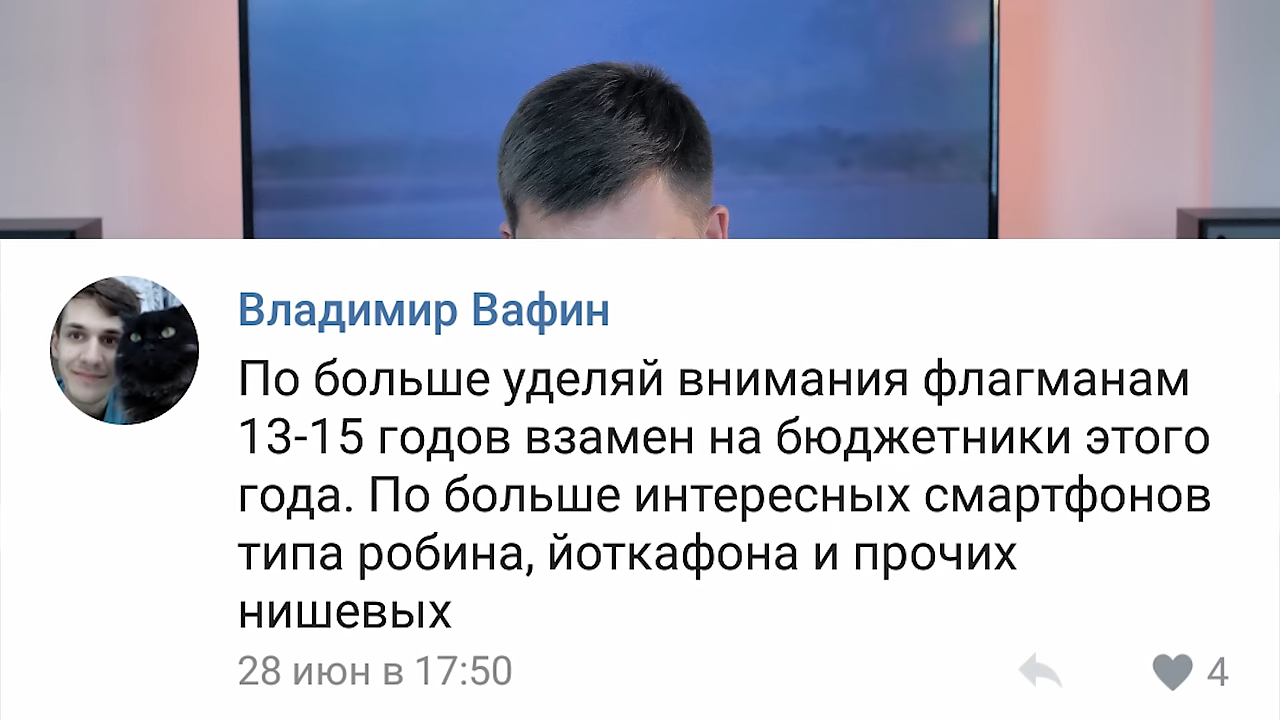 Владимир Вафин
По больше уделяй внимания флагманам
13-15 годов взамен на бюджетники этого
года. По больше интересных смартфонов
типа робина, йоткафона и прочих
нишевых
28 июн в 17:50
4